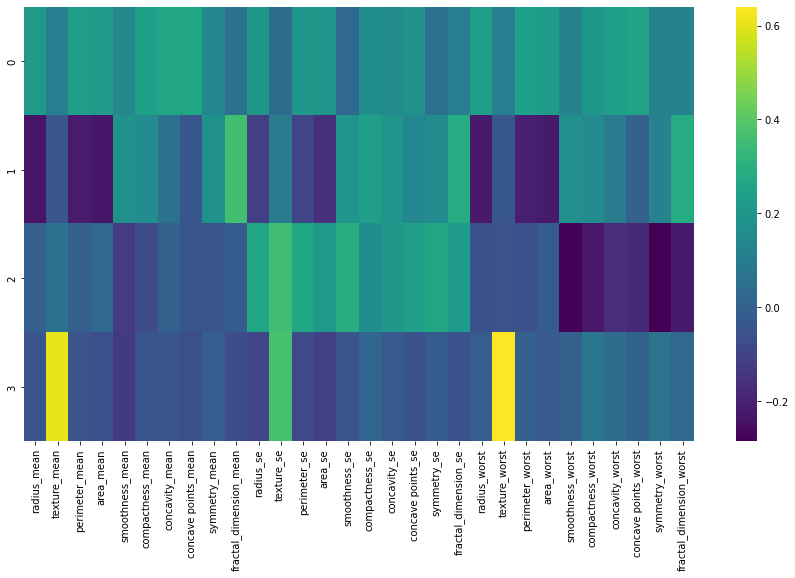 0
1
2
3
radius_mean
texture_mean
perimeter_mean
area_mean
smoothness_mean
compactness_mean
concavity_mean
concave points_mean
symmetry_mean
fractal_dimension_mean
radius_se
texture_se
perimeter_se
area_se
smoothness_se
compactness_se
concavity_se
concave points_se
symmetry_se
fractal_dimension_se
radius_worst
texture_worst
perimeter_worst
area_worst
smoothness_worst
compactness_worst
concavity_worst
concave points_worst
symmetry_worst
fractal_dimension_worst
0.6
0.4
0.2
0.0
−0.2